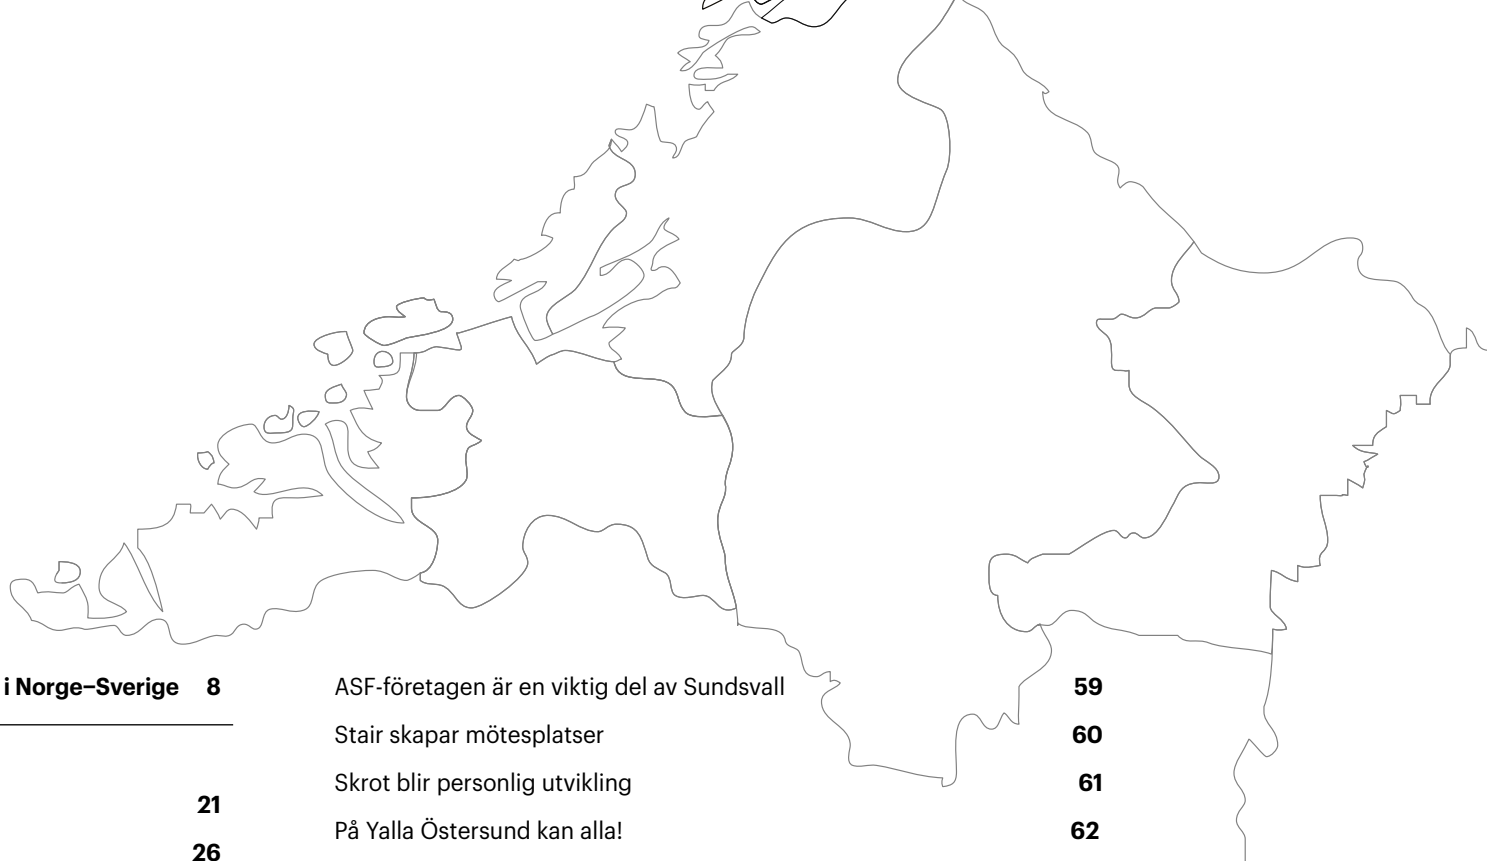 i Norge–Sverige 8
21
26
ASF-företagen är en viktig del av Sundsvall 59
Stair skapar mötesplatser 60
Skrot blir personlig utvikling 61
På Yalla Östersund kan alla! 62